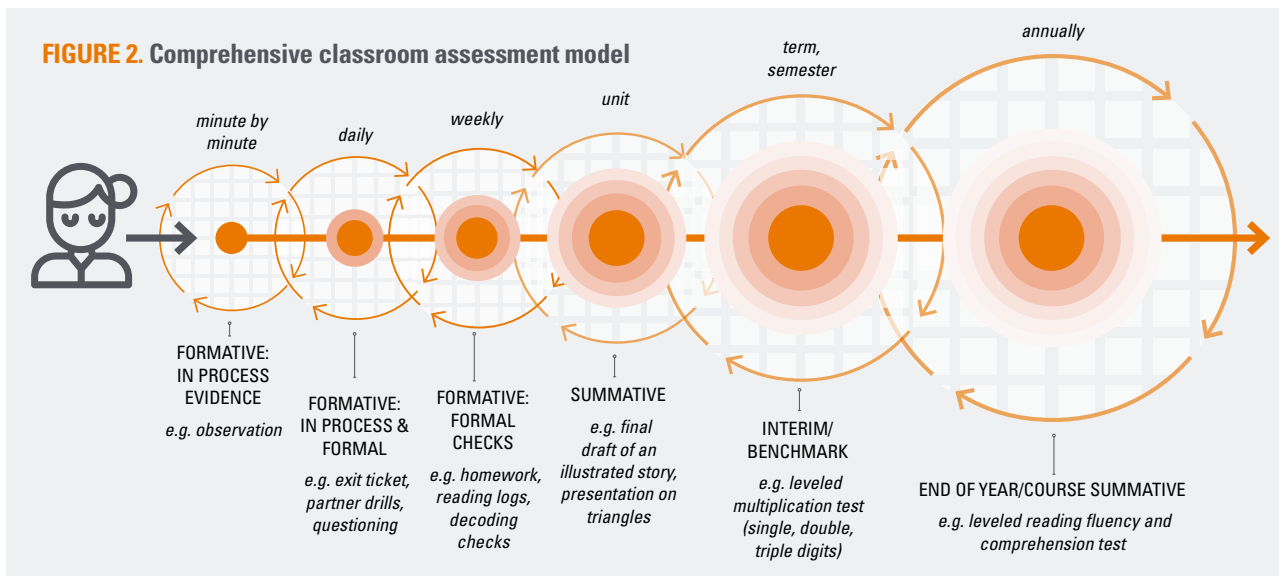 FIGURE 2. Comprehensive classroom assessment model
minute by
minute
daily
weekly
unit
term,
semester
annually
FORMATIVE:
IN PROCESS
EVIDENCE
e.g. observation
FORMATIVE:
IN PROCESS &
FORMAL
e.g. exit ticket,
partner drills,
questioning
FORMATIVE:
FORMAL
CHECKS
e.g. homework,
reading logs,
decoding
checks
SUMMATIVE
e.g. final
draft of an
illustrated story,
presentation on
triangles
INTERIM/
BENCHMARK
e.g. leveled
multiplication test
(single, double,
triple digits)
END OF YEAR/COURSE SUMMATIVE
e.g. leveled reading fluency and
comprehension test